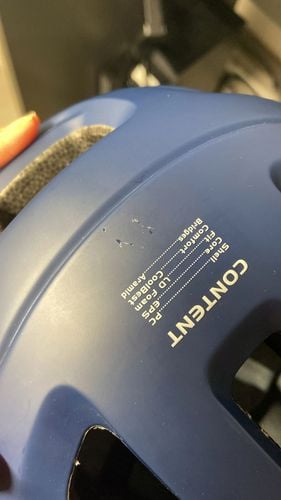 CONTENT
Shell..................PC
Core.................EPS
Fit..............LD Foam
Comfort.......CoolBest
Bridges...........Aramid